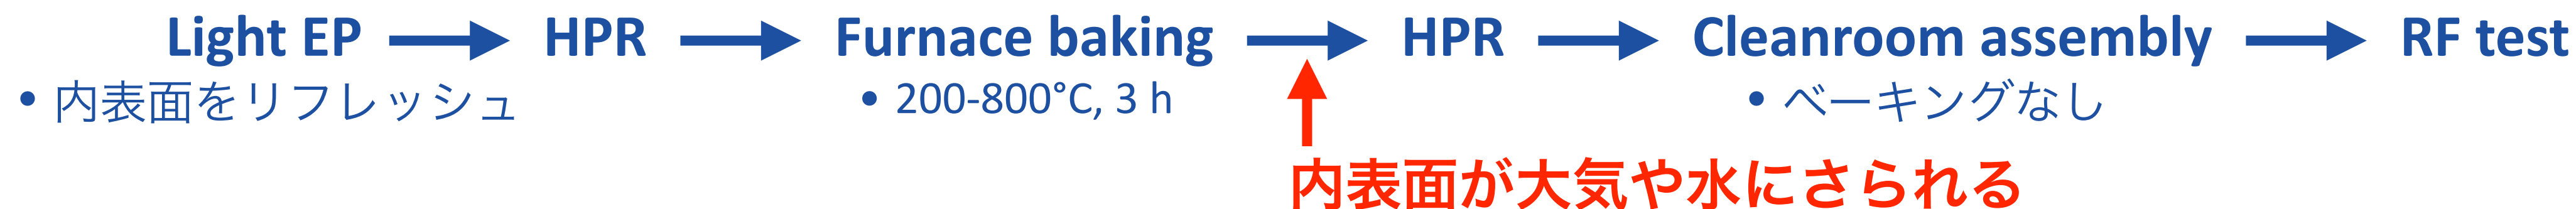 Light EP → HPR → Furnace baking → HPR → Cleanroom assembly → RF test
• 内表面をリフレッシュ
• 200-800°C, 3 h
• ベーキングなし
内表面が大気や水にさられる